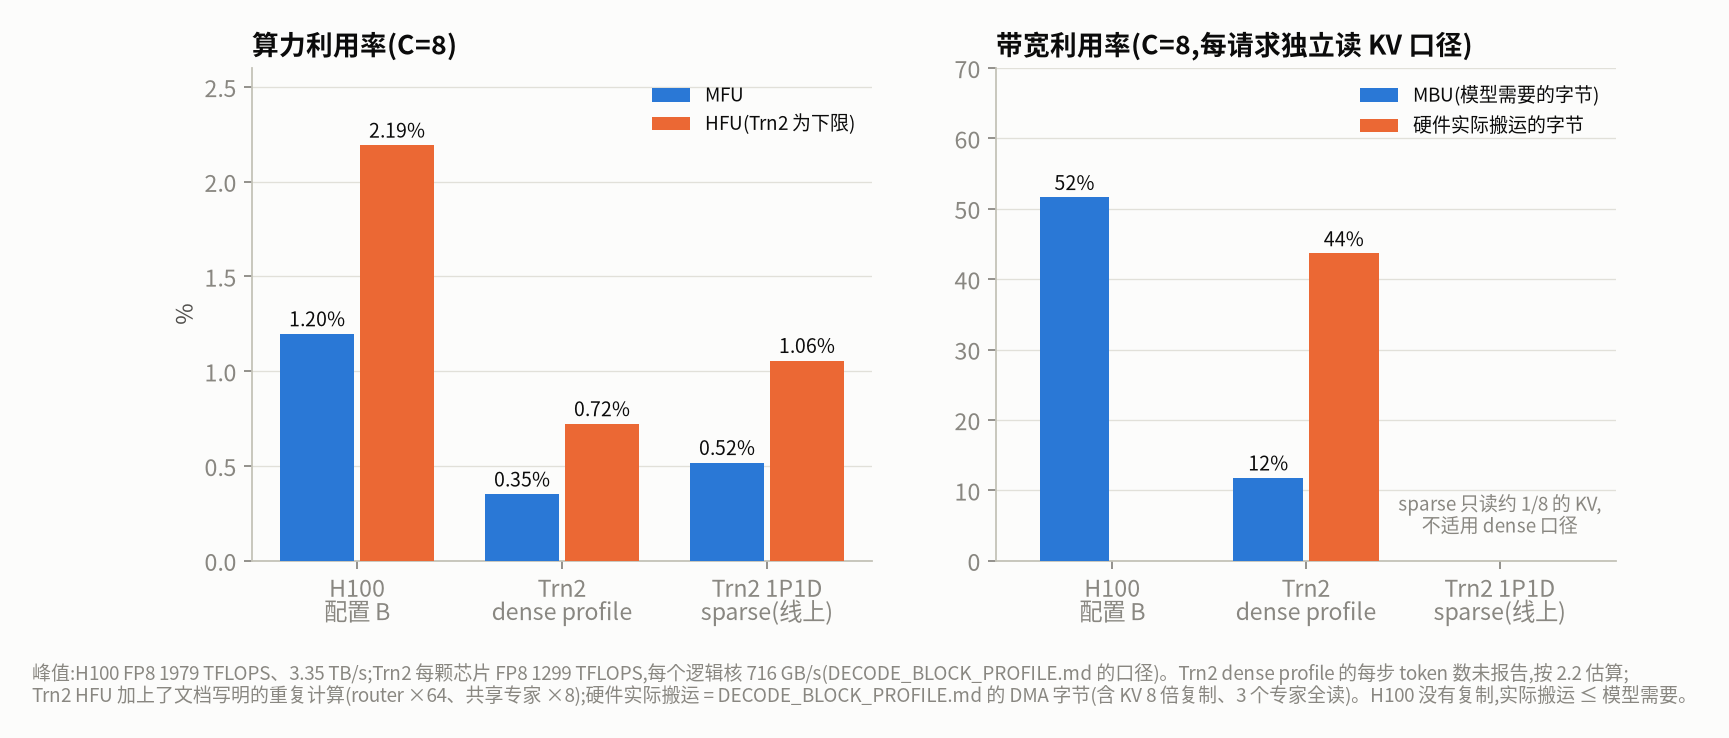 算力利用率(C=8)
MFU
HFU(Trn2 为下限)
%
2.5
2.0
1.5
1.0
0.5
0.0
1.20%
2.19%
0.35%
0.72%
0.52%
1.06%
H100
配置 B
Trn2
dense profile
Trn2 1P1D
sparse(线上)
带宽利用率(C=8,每请求独立读 KV 口径)
MBU(模型需要的字节)
硬件实际搬运的字节
70
60
50
40
30
20
10
0
52%
12%
44%
sparse 只读约 1/8 的 KV,
不适用 dense 口径
H100
配置 B
Trn2
dense profile
Trn2 1P1D
sparse(线上)
峰值:H100 FP8 1979 TFLOPS、3.35 TB/s;Trn2 每颗芯片 FP8 1299 TFLOPS,每个逻辑核 716 GB/s(DECODE_BLOCK_PROFILE.md 的口径)。Trn2 dense profile 的每步 token 数未报告,按 2.2 估算;
Trn2 HFU 加上了文档写明的重复计算(router ×64、共享专家 ×8);硬件实际搬运 = DECODE_BLOCK_PROFILE.md 的 DMA 字节(含 KV 8 倍复制、3 个专家全读)。H100 没有复制,实际搬运 ≤ 模型需要。